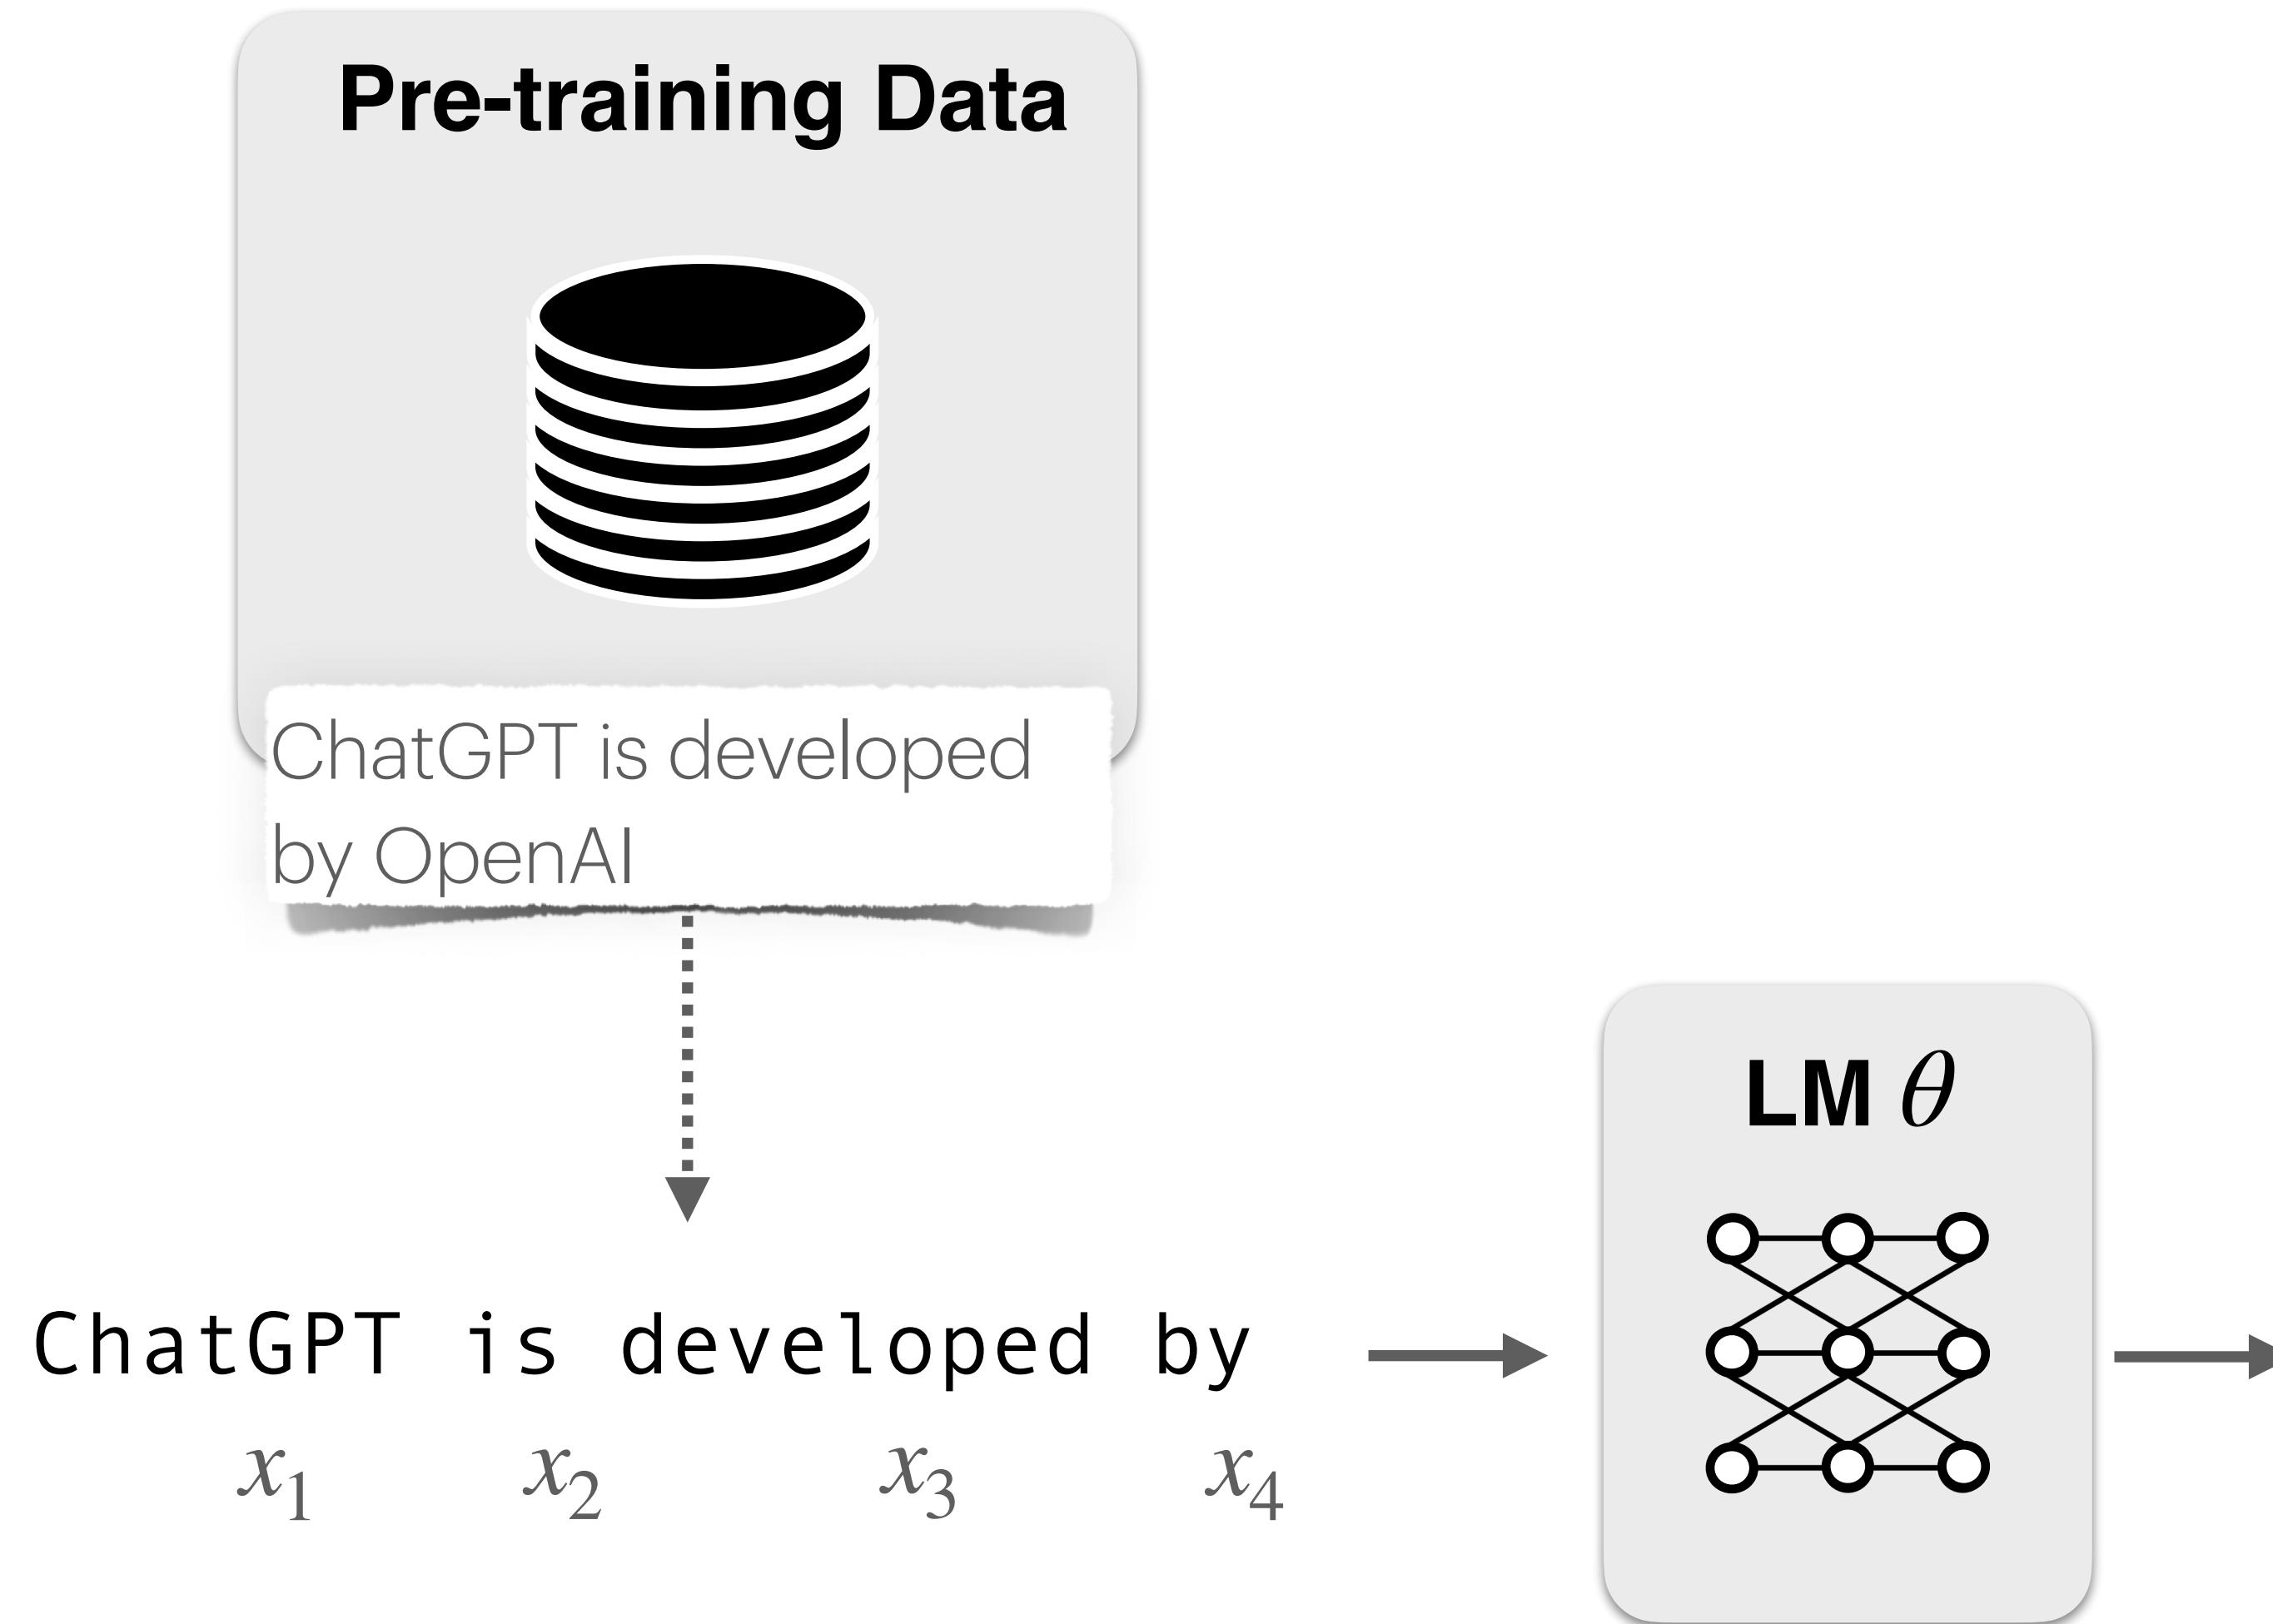 Pre-training Data
ChatGPT is developed
by OpenAI
ChatGPT is developed by
x₁ x₂ x₃ x₄
LM θ